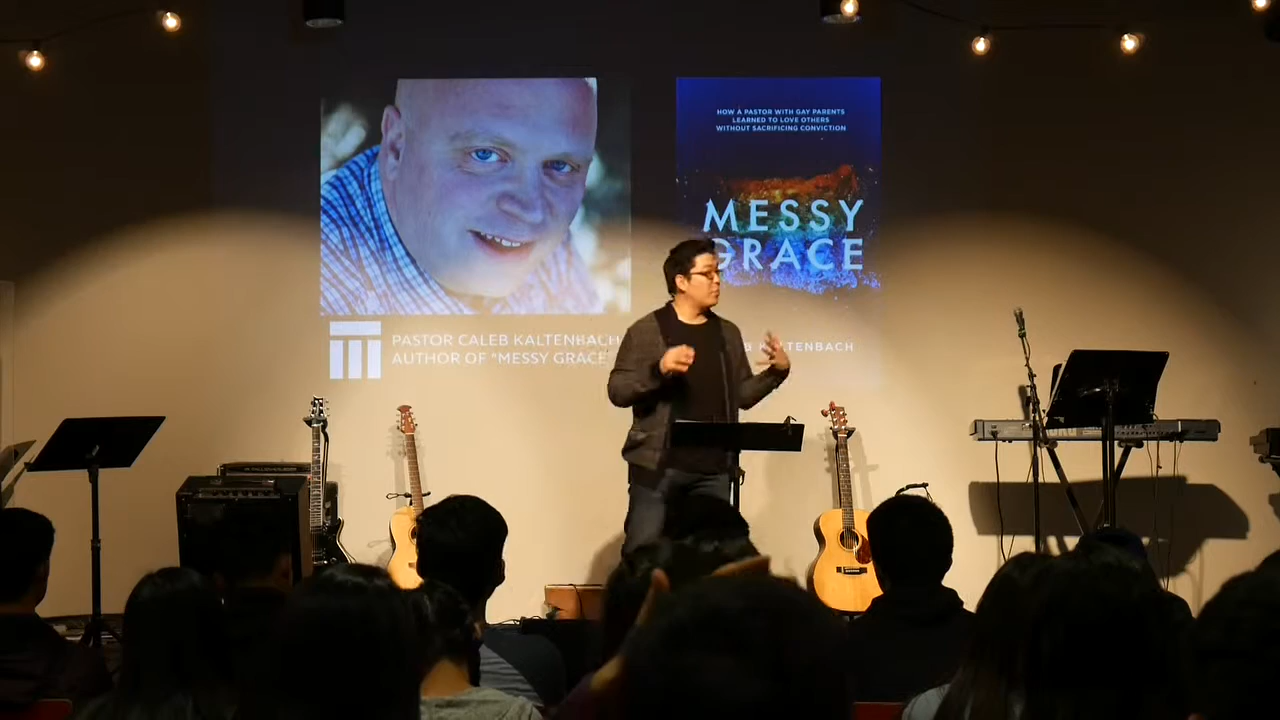 HOW A PASTOR WITH GAY PARENTS
LEARNED TO LOVE OTHERS
WITHOUT SACRIFICING CONVICTION
MESSY
GRACE
PASTOR CALEB KALTENBACH
AUTHOR OF "MESSY GRACE"
KALTENBACH